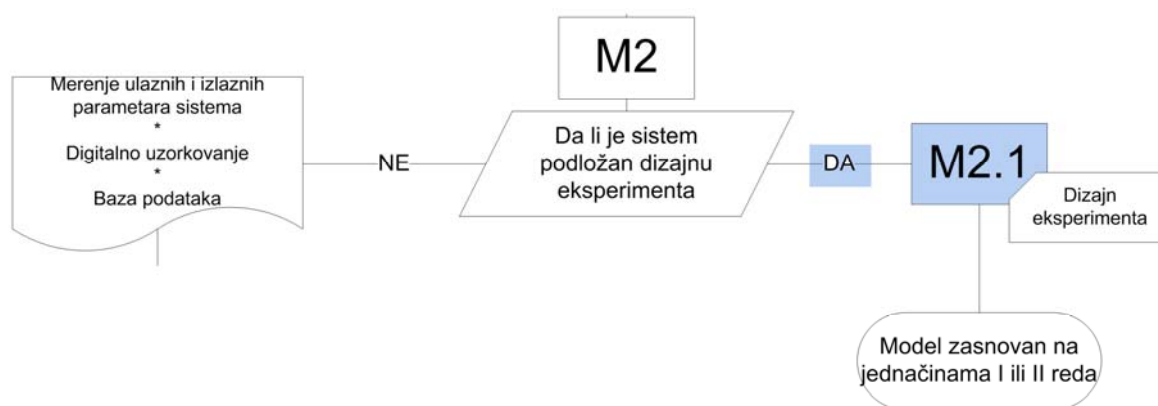 M2
Merenje ulaznih i izlaznih
parametara sistema
*
Digitalno uzorkovanje
*
Baza podataka
NE
Da li je sistem
podložan dizajnu
eksperimenta
DA
M2.1
Dizajn
eksperimenta
Model zasnovan na
jednačinama I ili II reda